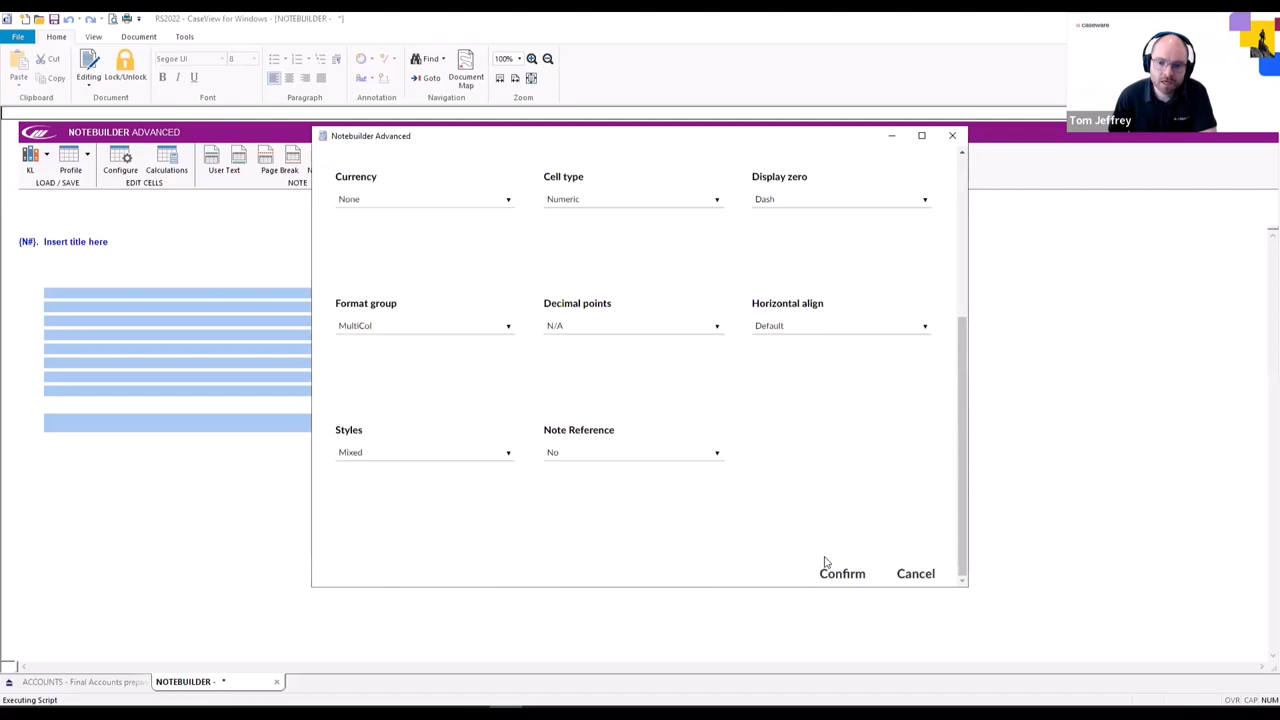 RS2022 - CaseView for Windows - [NOTEBUILDER - *]
File Home View Document Tools
Paste Cut Copy
Segoe UI 8
B I U
Editing Lock/Unlock
Find Goto Document Map
100%
Clipboard Document Font Paragraph Annotation Navigation Zoom
caseware
Tom Jeffrey
NOTEBUILDER ADVANCED
KL Profile Configure Calculations User Text Page Break
LOAD / SAVE EDIT CELLS NOTE
{N#}. Insert title here
Notebuilder Advanced
Currency Cell type Display zero
None Numeric Dash
Format group Decimal points Horizontal align
MultiCol N/A Default
Styles Note Reference
Mixed No
Confirm Cancel
ACCOUNTS - Final Accounts prepa
NOTEBUILDER - *
Executing Script
OVR CAP NUM